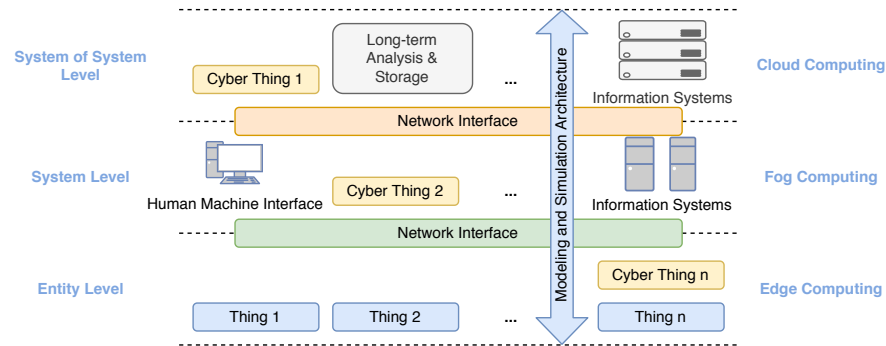 System of System
Level
Cyber Thing 1
Long-term
Analysis &
Storage
...
Information Systems
Cloud Computing
Network Interface
System Level
Human Machine Interface
Cyber Thing 2
...
Information Systems
Fog Computing
Network Interface
Modeling and Simulation Architecture
Entity Level
Cyber Thing n
Edge Computing
Thing 1
Thing 2
...
Thing n